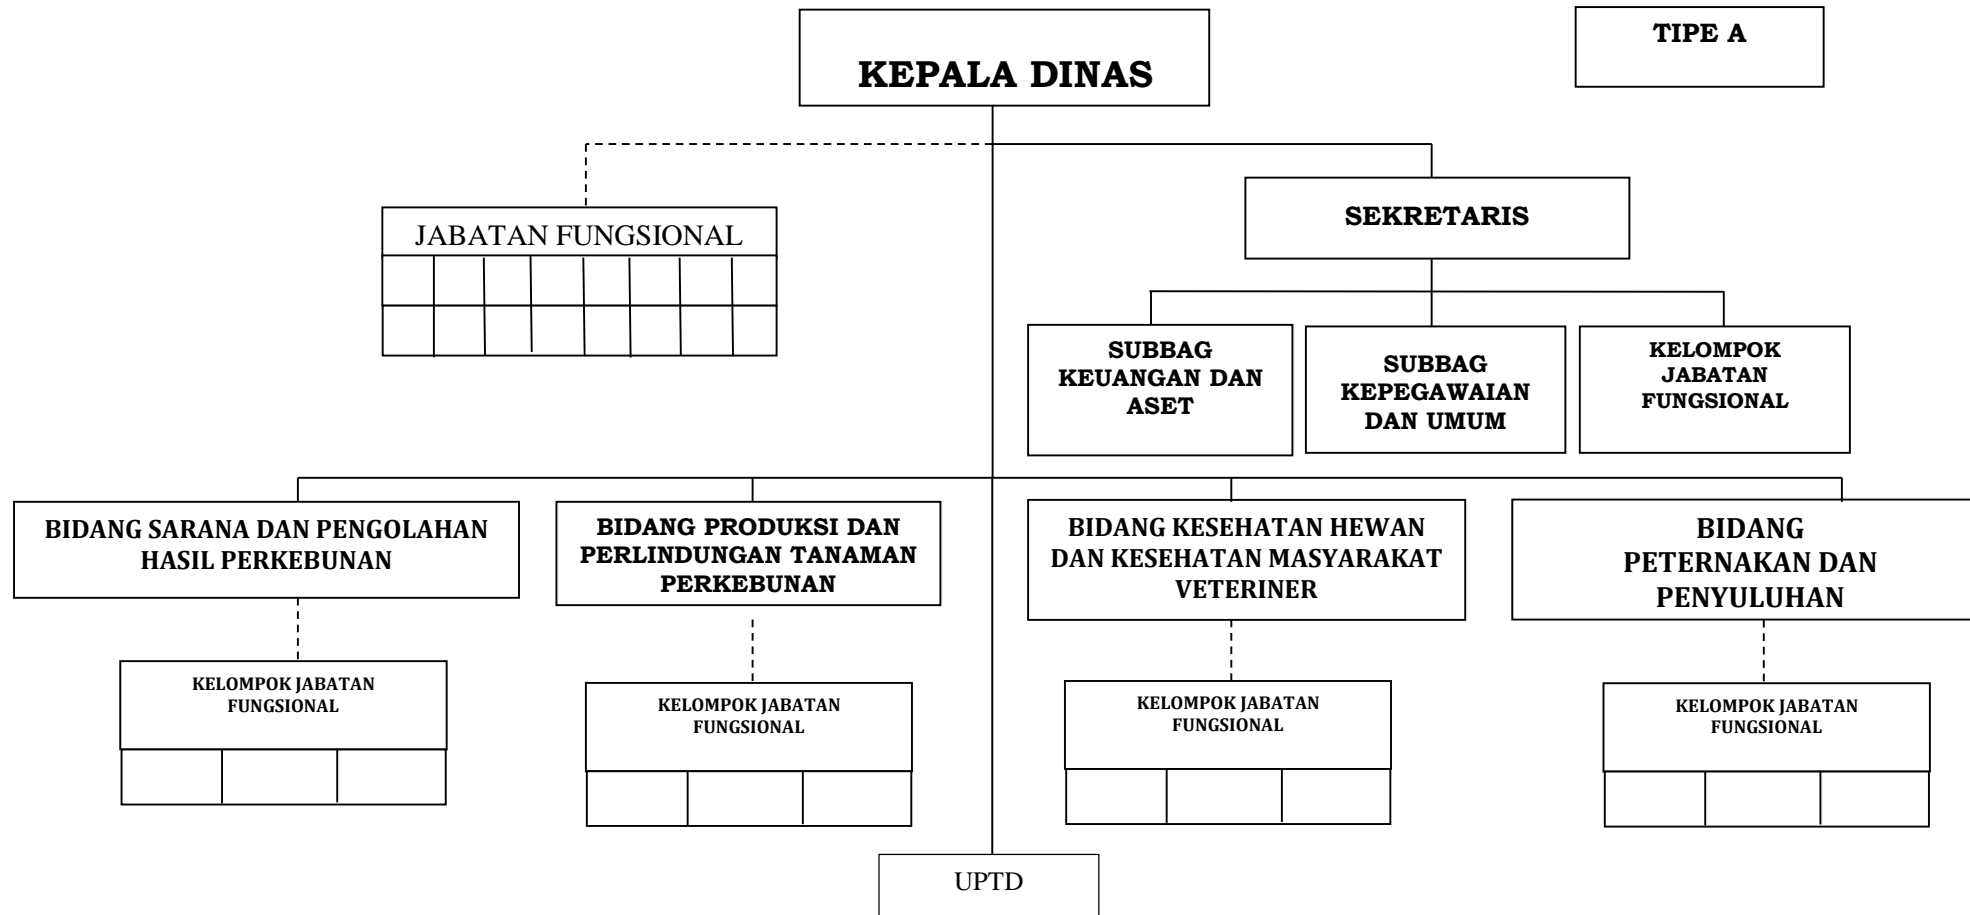 TIPE A
KEPALA DINAS
JABATAN FUNGSIONAL
SEKRETARIS
SUBBAG
KEUANGAN DAN
ASET
SUBBAG
KEPEGAWAIAN
DAN UMUM
KELOMPOK
JABATAN
FUNGSIONAL
BIDANG SARANA DAN PENGOLAHAN
HASIL PERKEBUNAN
BIDANG PRODUKSI DAN
PERLINDUNGAN TANAMAN
PERKEBUNAN
BIDANG KESEHATAN HEWAN
DAN KESEHATAN MASYARAKAT
VETERINER
BIDANG
PETERNAKAN DAN
PENYULUHAN
KELOMPOK JABATAN
FUNGSIONAL
KELOMPOK JABATAN
FUNGSIONAL
KELOMPOK JABATAN
FUNGSIONAL
KELOMPOK JABATAN
FUNGSIONAL
UPTD